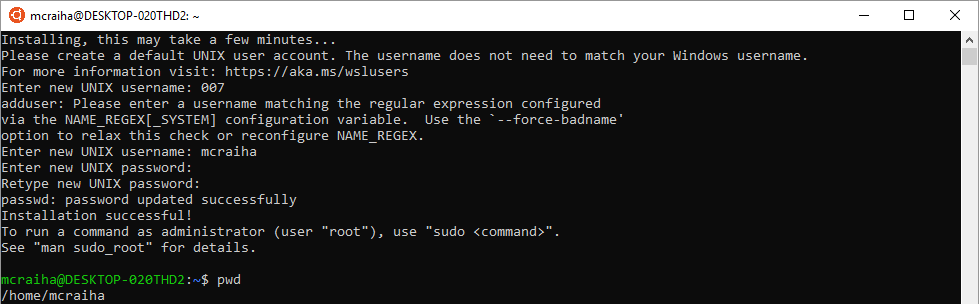 mcraiha@DESKTOP-020THD2: ~
Installing, this may take a few minutes...
Please create a default UNIX user account. The username does not need to match your Windows username.
For more information visit: https://aka.ms/wslusers
Enter new UNIX username: 007
adduser: Please enter a username matching the regular expression configured
via the NAME_REGEX[_SYSTEM] configuration variable.  Use the `--force-badname'
option to relax this check or reconfigure NAME_REGEX.
Enter new UNIX username: mcraiha
Enter new UNIX password:
Retype new UNIX password:
passwd: password updated successfully
Installation successful!
To run a command as administrator (user "root"), use "sudo <command>".
See "man sudo_root" for details.
mcraiha@DESKTOP-020THD2:~$ pwd
/home/mcraiha